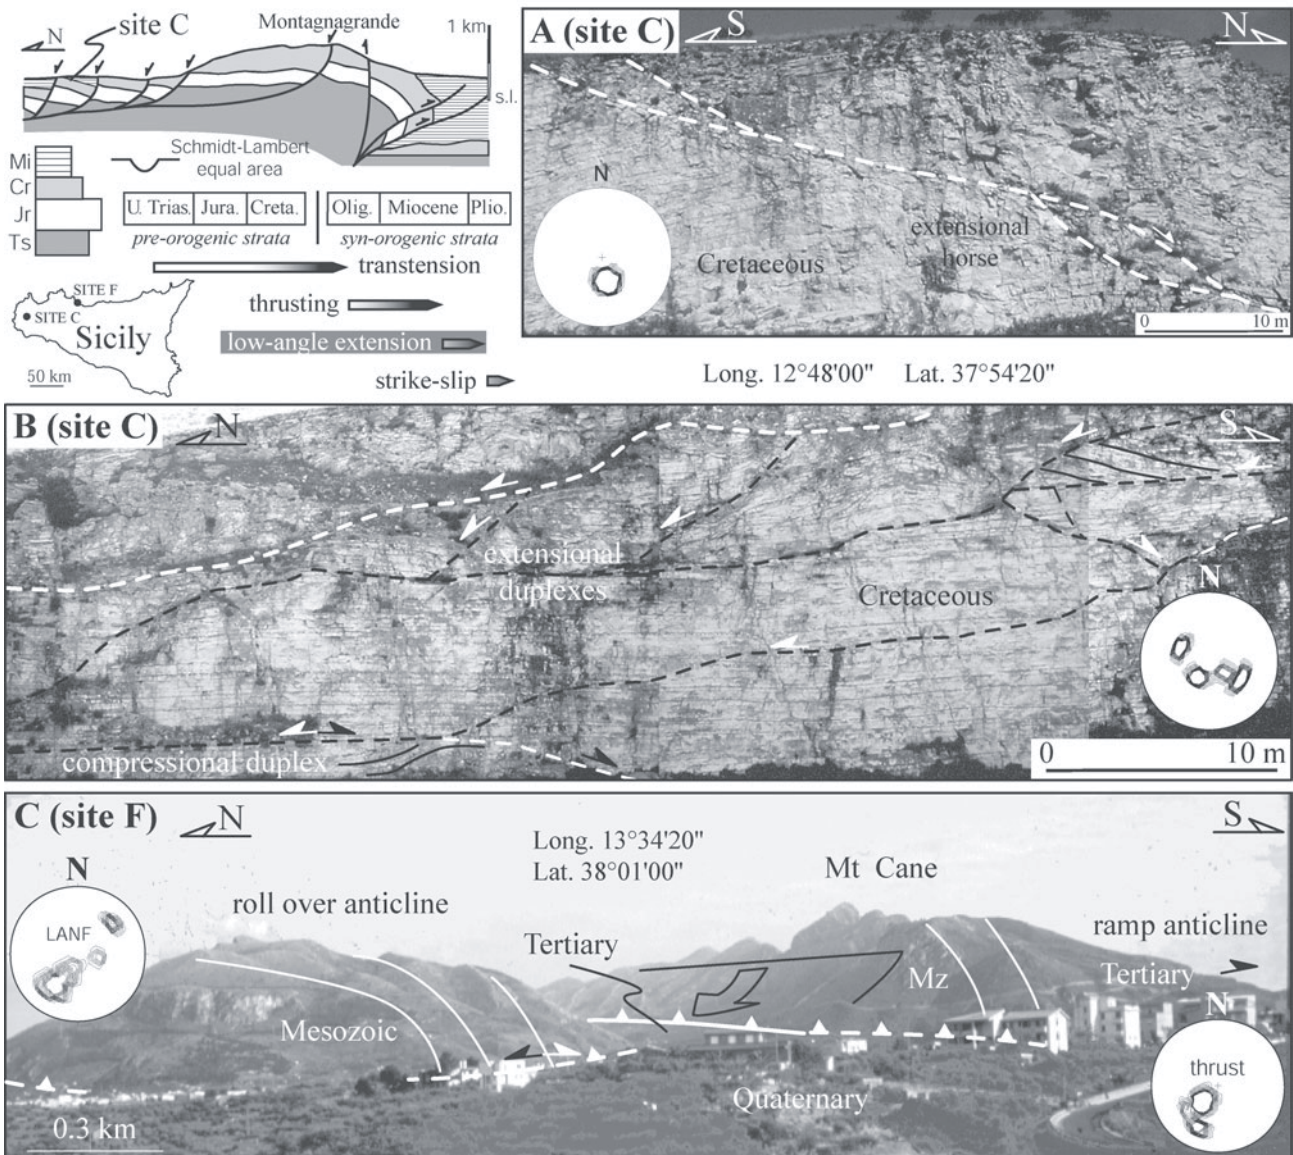 N
site C
Montagnagrande
1 km
s.l.
Mi
Cr
Jr
Ts
Schmidt-Lambert
equal area
U. Trias. Jura. Creta. Olig. Miocene Plio.
pre-orogenic strata syn-orogenic strata
transtension
thrusting
low-angle extension
strike-slip
SITE F
SITE C
Sicily
50 km
A (site C)
S
N
N
Cretaceous
extensional
horse
0 10 m
Long. 12°48'00" Lat. 37°54'20"
B (site C)
N
S
extensional
duplexes
Cretaceous
N
compressional duplex
0 10 m
C (site F)
N
S
Long. 13°34'20"
Lat. 38°01'00"
Mt Cane
N
LANF
roll over anticline
ramp anticline
Tertiary
Mz
Tertiary
Mesozoic
N
thrust
Quaternary
0.3 km